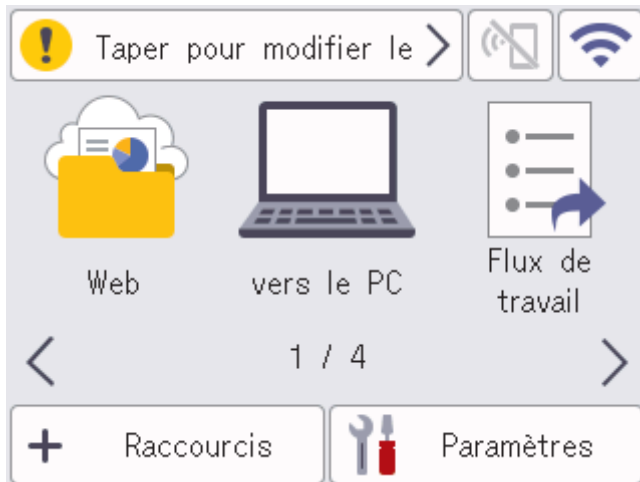 Taper pour modifier le
Web
vers le PC
Flux de
travail
1 / 4
Raccourcis
Paramètres